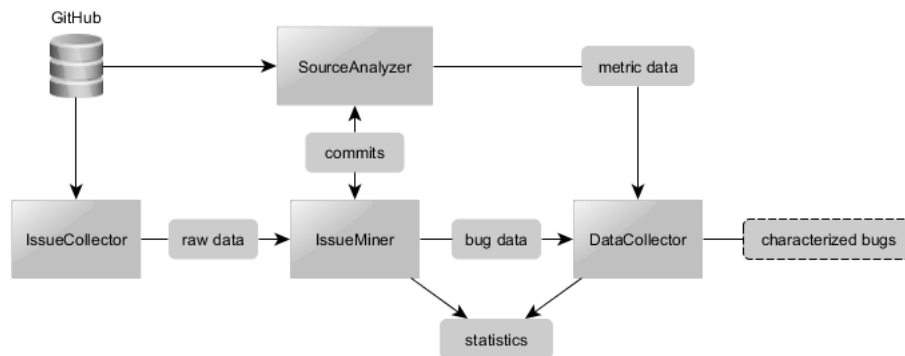 GitHub
SourceAnalyzer
metric data
commits
IssueCollector
raw data
IssueMiner
bug data
DataCollector
characterized bugs
statistics